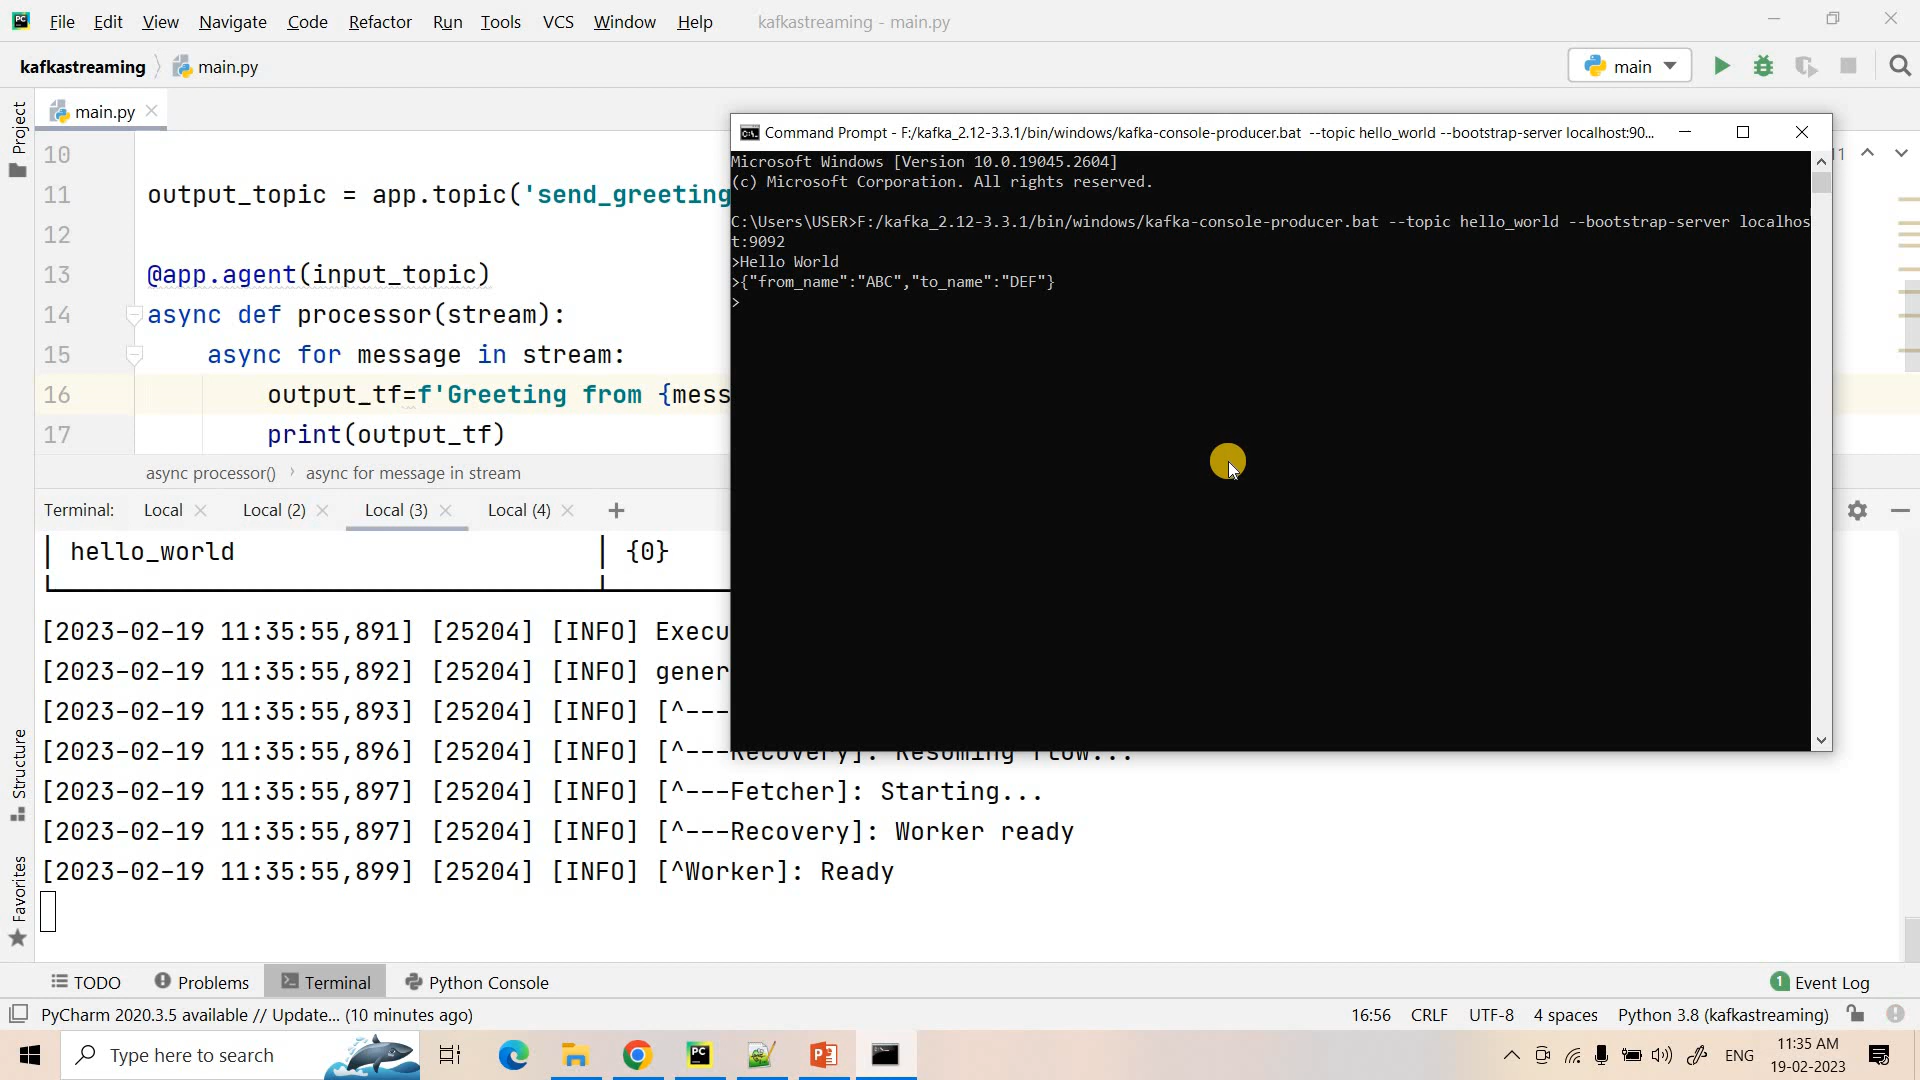 File Edit View Navigate Code Refactor Run Tools VCS Window Help kafkastreaming - main.py
kafkastreaming main.py main
Project
main.py
10
11 output_topic = app.topic('send_greeting
12
13 @app.agent(input_topic)
14 async def processor(stream):
15 async for message in stream:
16 output_tf=f'Greeting from {mess
17 print(output_tf)
async processor() › async for message in stream
Command Prompt - F:/kafka_2.12-3.3.1/bin/windows/kafka-console-producer.bat --topic hello_world --bootstrap-server localhost:90...
Microsoft Windows [Version 10.0.19045.2604]
(c) Microsoft Corporation. All rights reserved.
C:\Users\USER>F:/kafka_2.12-3.3.1/bin/windows/kafka-console-producer.bat --topic hello_world --bootstrap-server localhos
t:9092
>Hello World
>{"from_name":"ABC","to_name":"DEF"}
>
Terminal: Local Local (2) Local (3) Local (4) +
│ hello_world │ {0}
[2023-02-19 11:35:55,891] [25204] [INFO] Execu
[2023-02-19 11:35:55,892] [25204] [INFO] gener
[2023-02-19 11:35:55,893] [25204] [INFO] [^---
[2023-02-19 11:35:55,896] [25204] [INFO] [^---Recovery]: Resuming flow...
[2023-02-19 11:35:55,897] [25204] [INFO] [^---Fetcher]: Starting...
[2023-02-19 11:35:55,897] [25204] [INFO] [^---Recovery]: Worker ready
[2023-02-19 11:35:55,899] [25204] [INFO] [^Worker]: Ready
Structure
Favorites
TODO Problems Terminal Python Console 1 Event Log
PyCharm 2020.3.5 available // Update... (10 minutes ago) 16:56 CRLF UTF-8 4 spaces Python 3.8 (kafkastreaming)
Type here to search ENG 11:35 AM
19-02-2023